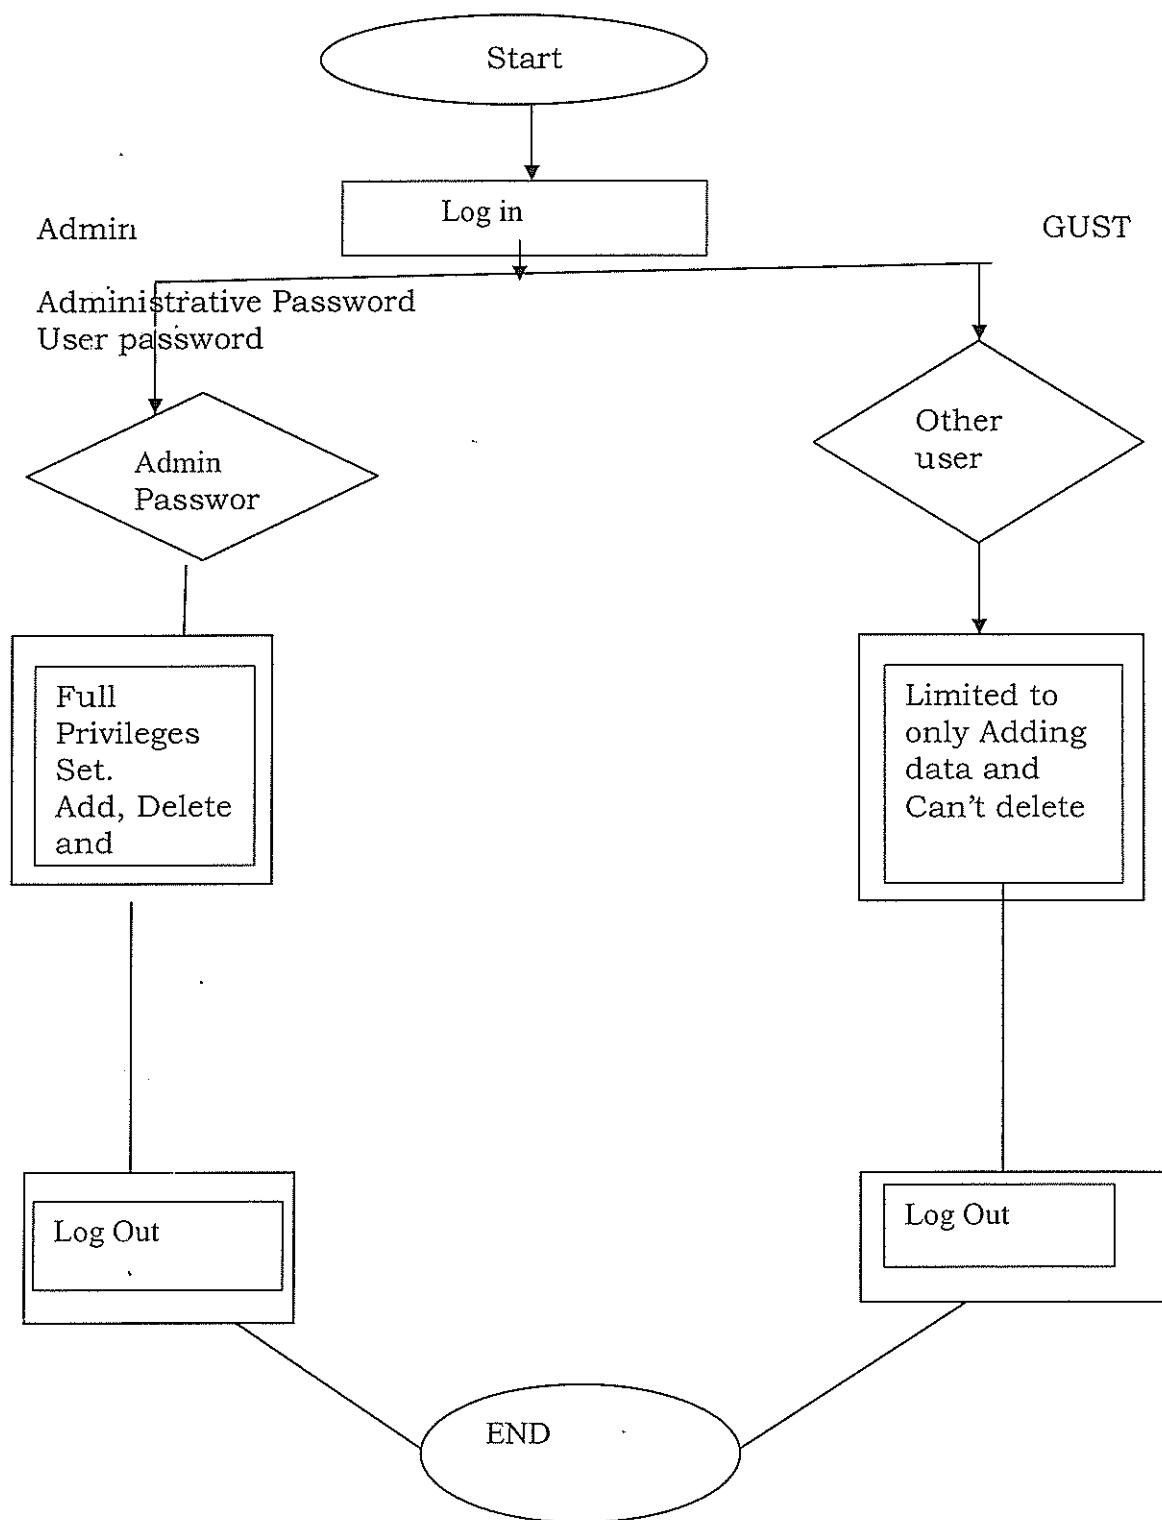 Start
Log in
Admin
GUST
Administrative Password
User password
Admin
Passwor
Other
user
Full
Privileges
Set.
Add, Delete
and
Limited to
only Adding
data and
Can't delete
Log Out
Log Out
END